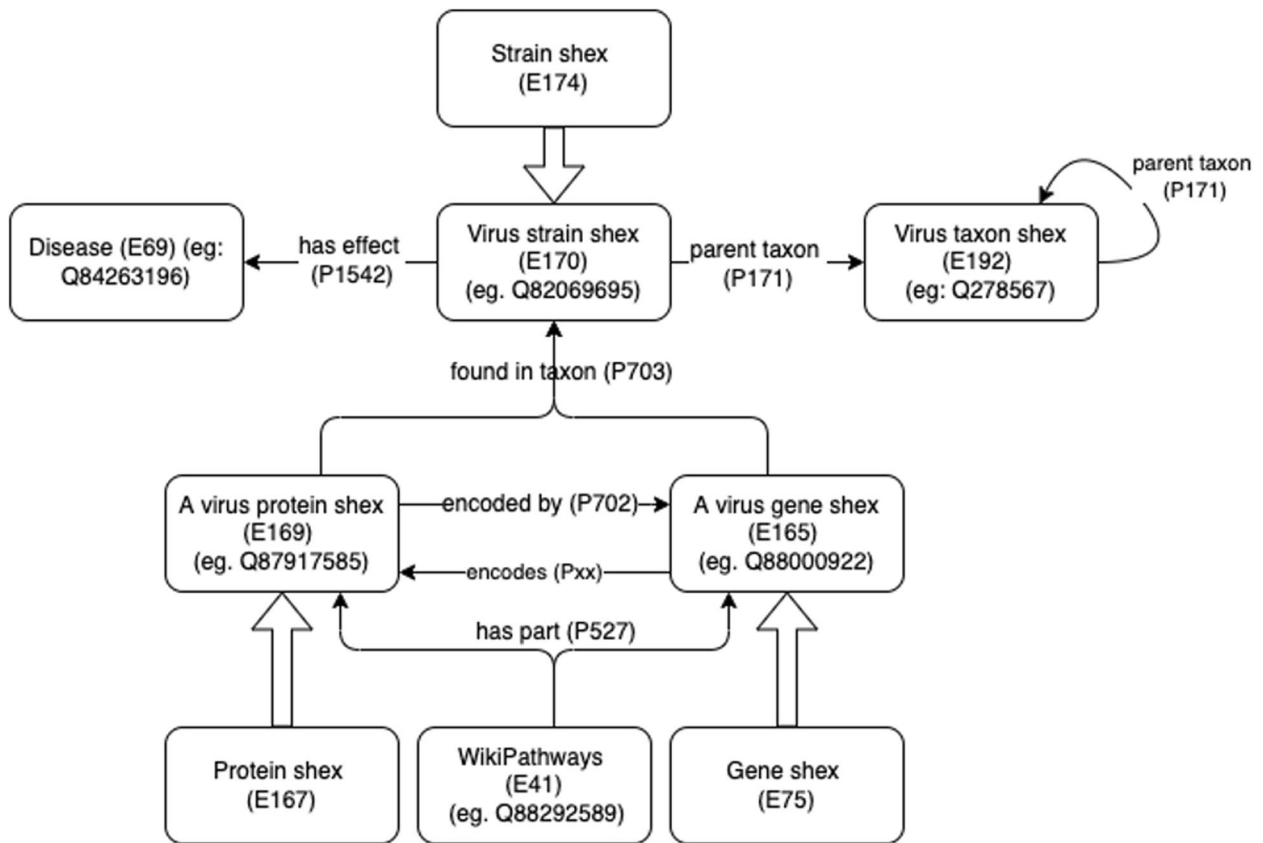 Strain shex
(E174)
parent taxon
(P171)
Disease (E69) (eg:
Q84263196)
has effect
(P1542)
Virus strain shex
(E170)
(eg. Q82069695)
parent taxon
(P171)
Virus taxon shex
(E192)
(eg: Q278567)
found in taxon (P703)
A virus protein shex
(E169)
(eg. Q87917585)
encoded by (P702)
encodes (Pxx)
A virus gene shex
(E165)
(eg. Q88000922)
has part (P527)
Protein shex
(E167)
WikiPathways
(E41)
(eg. Q88292589)
Gene shex
(E75)